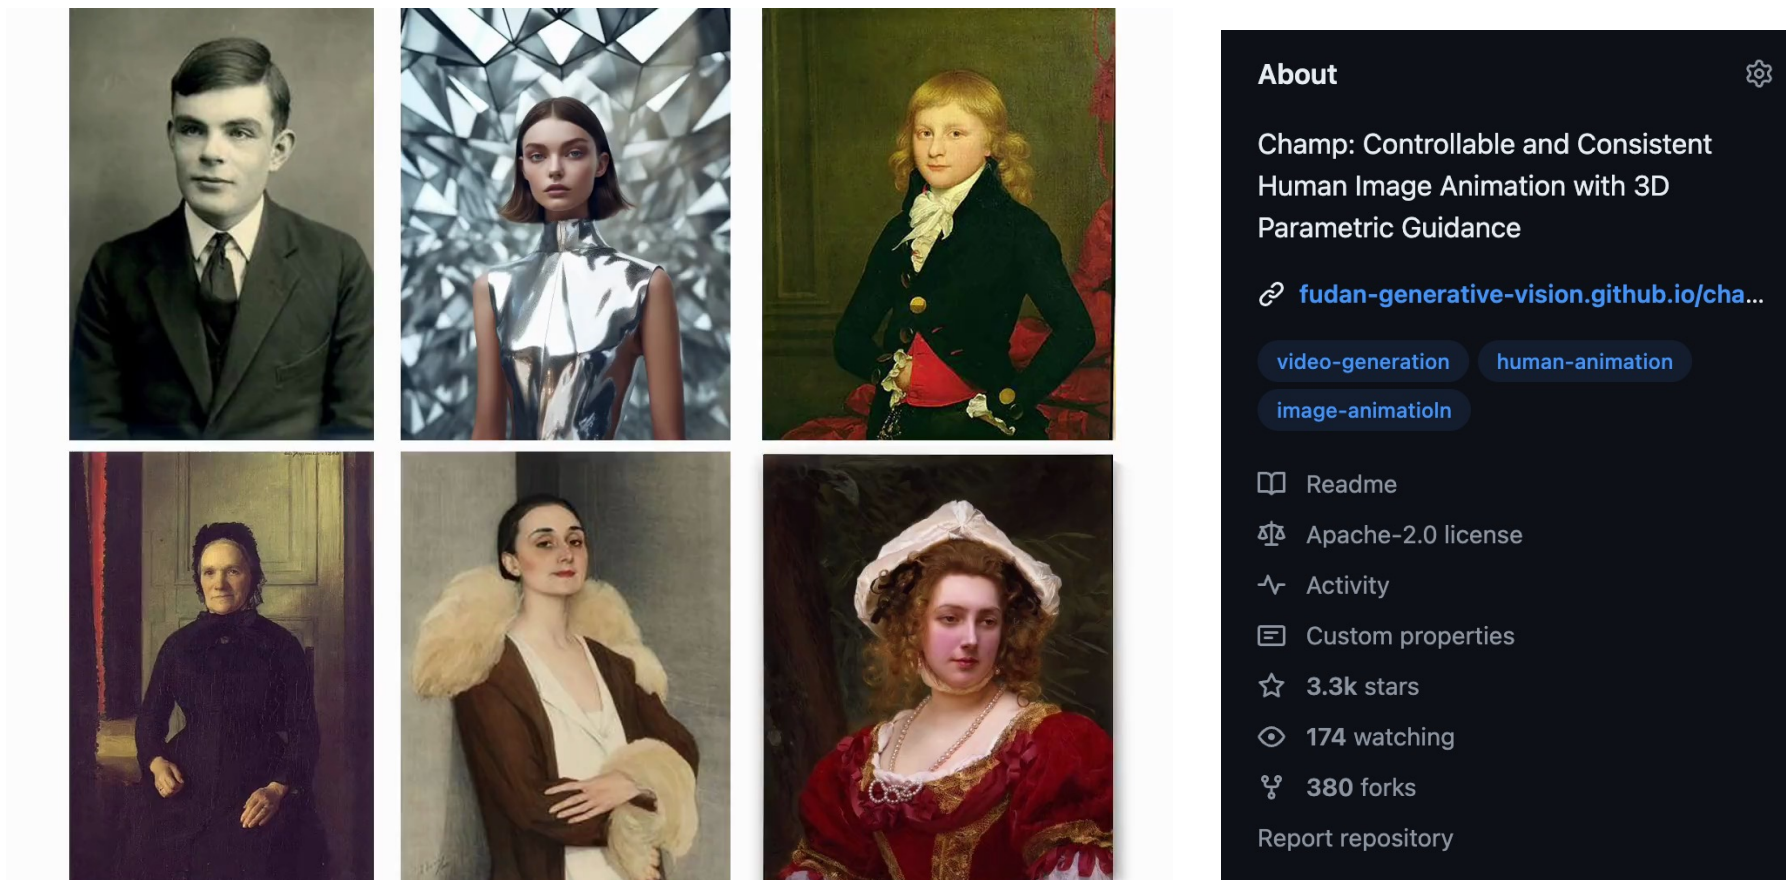 About
Champ: Controllable and Consistent
Human Image Animation with 3D
Parametric Guidance
fudan-generative-vision.github.io/cha...
video-generation
human-animation
image-animatioln
Readme
Apache-2.0 license
Activity
Custom properties
3.3k stars
174 watching
380 forks
Report repository